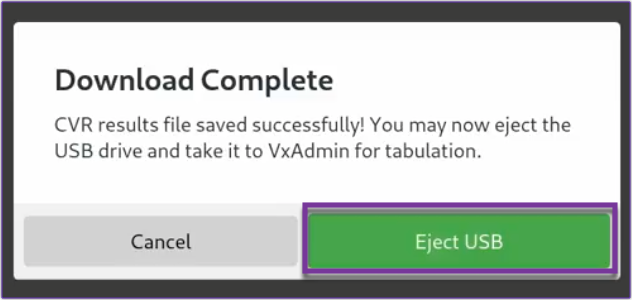 Download Complete
CVR results file saved successfully! You may now eject the
USB drive and take it to VxAdmin for tabulation.
Cancel
Eject USB